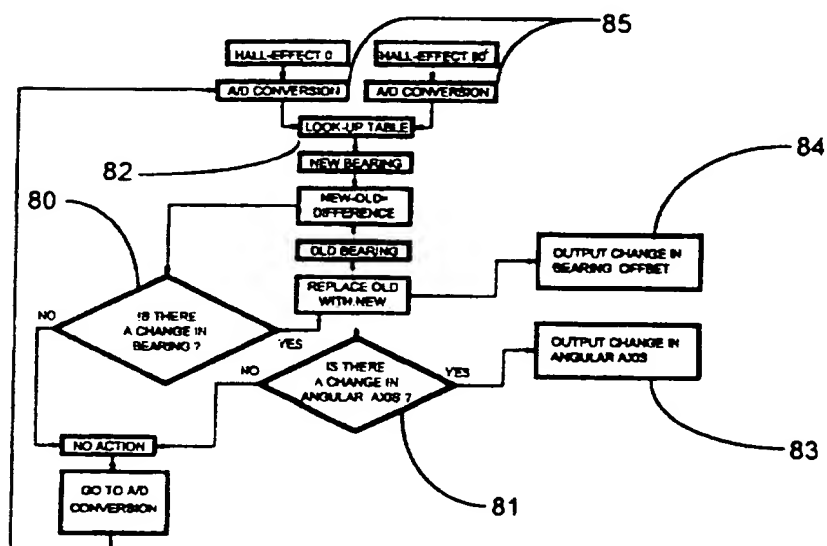 85
HALL-EFFECT 0
HALL-EFFECT 90°
A/D CONVERSION
A/D CONVERSION
LOOK-UP TABLE
82
NEW BEARING
84
80
NEW-OLD=
DIFFERENCE
OLD BEARING
OUTPUT CHANGE IN
BEARING OFFSET
REPLACE OLD
WITH NEW
NO
IS THERE
A CHANGE IN
BEARING ?
YES
OUTPUT CHANGE IN
ANGULAR AXIS
NO
IS THERE
A CHANGE IN
ANGULAR AXIS ?
YES
NO ACTION
83
GO TO A/D
CONVERSION
81